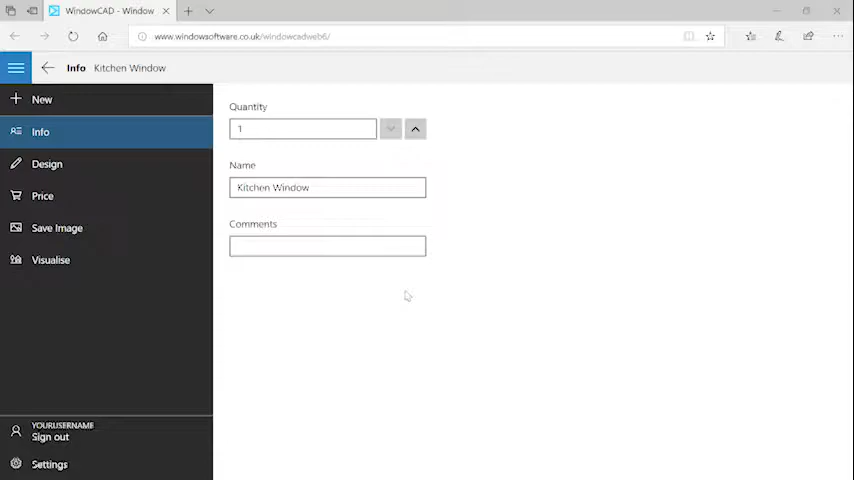 WindowCAD - Window
www.windowsoftware.co.uk/windowcadweb6/
Info Kitchen Window
New
Info
Design
Price
Save Image
Visualise
YOURUSERNAME
Sign out
Settings
Quantity
1
Name
Kitchen Window
Comments